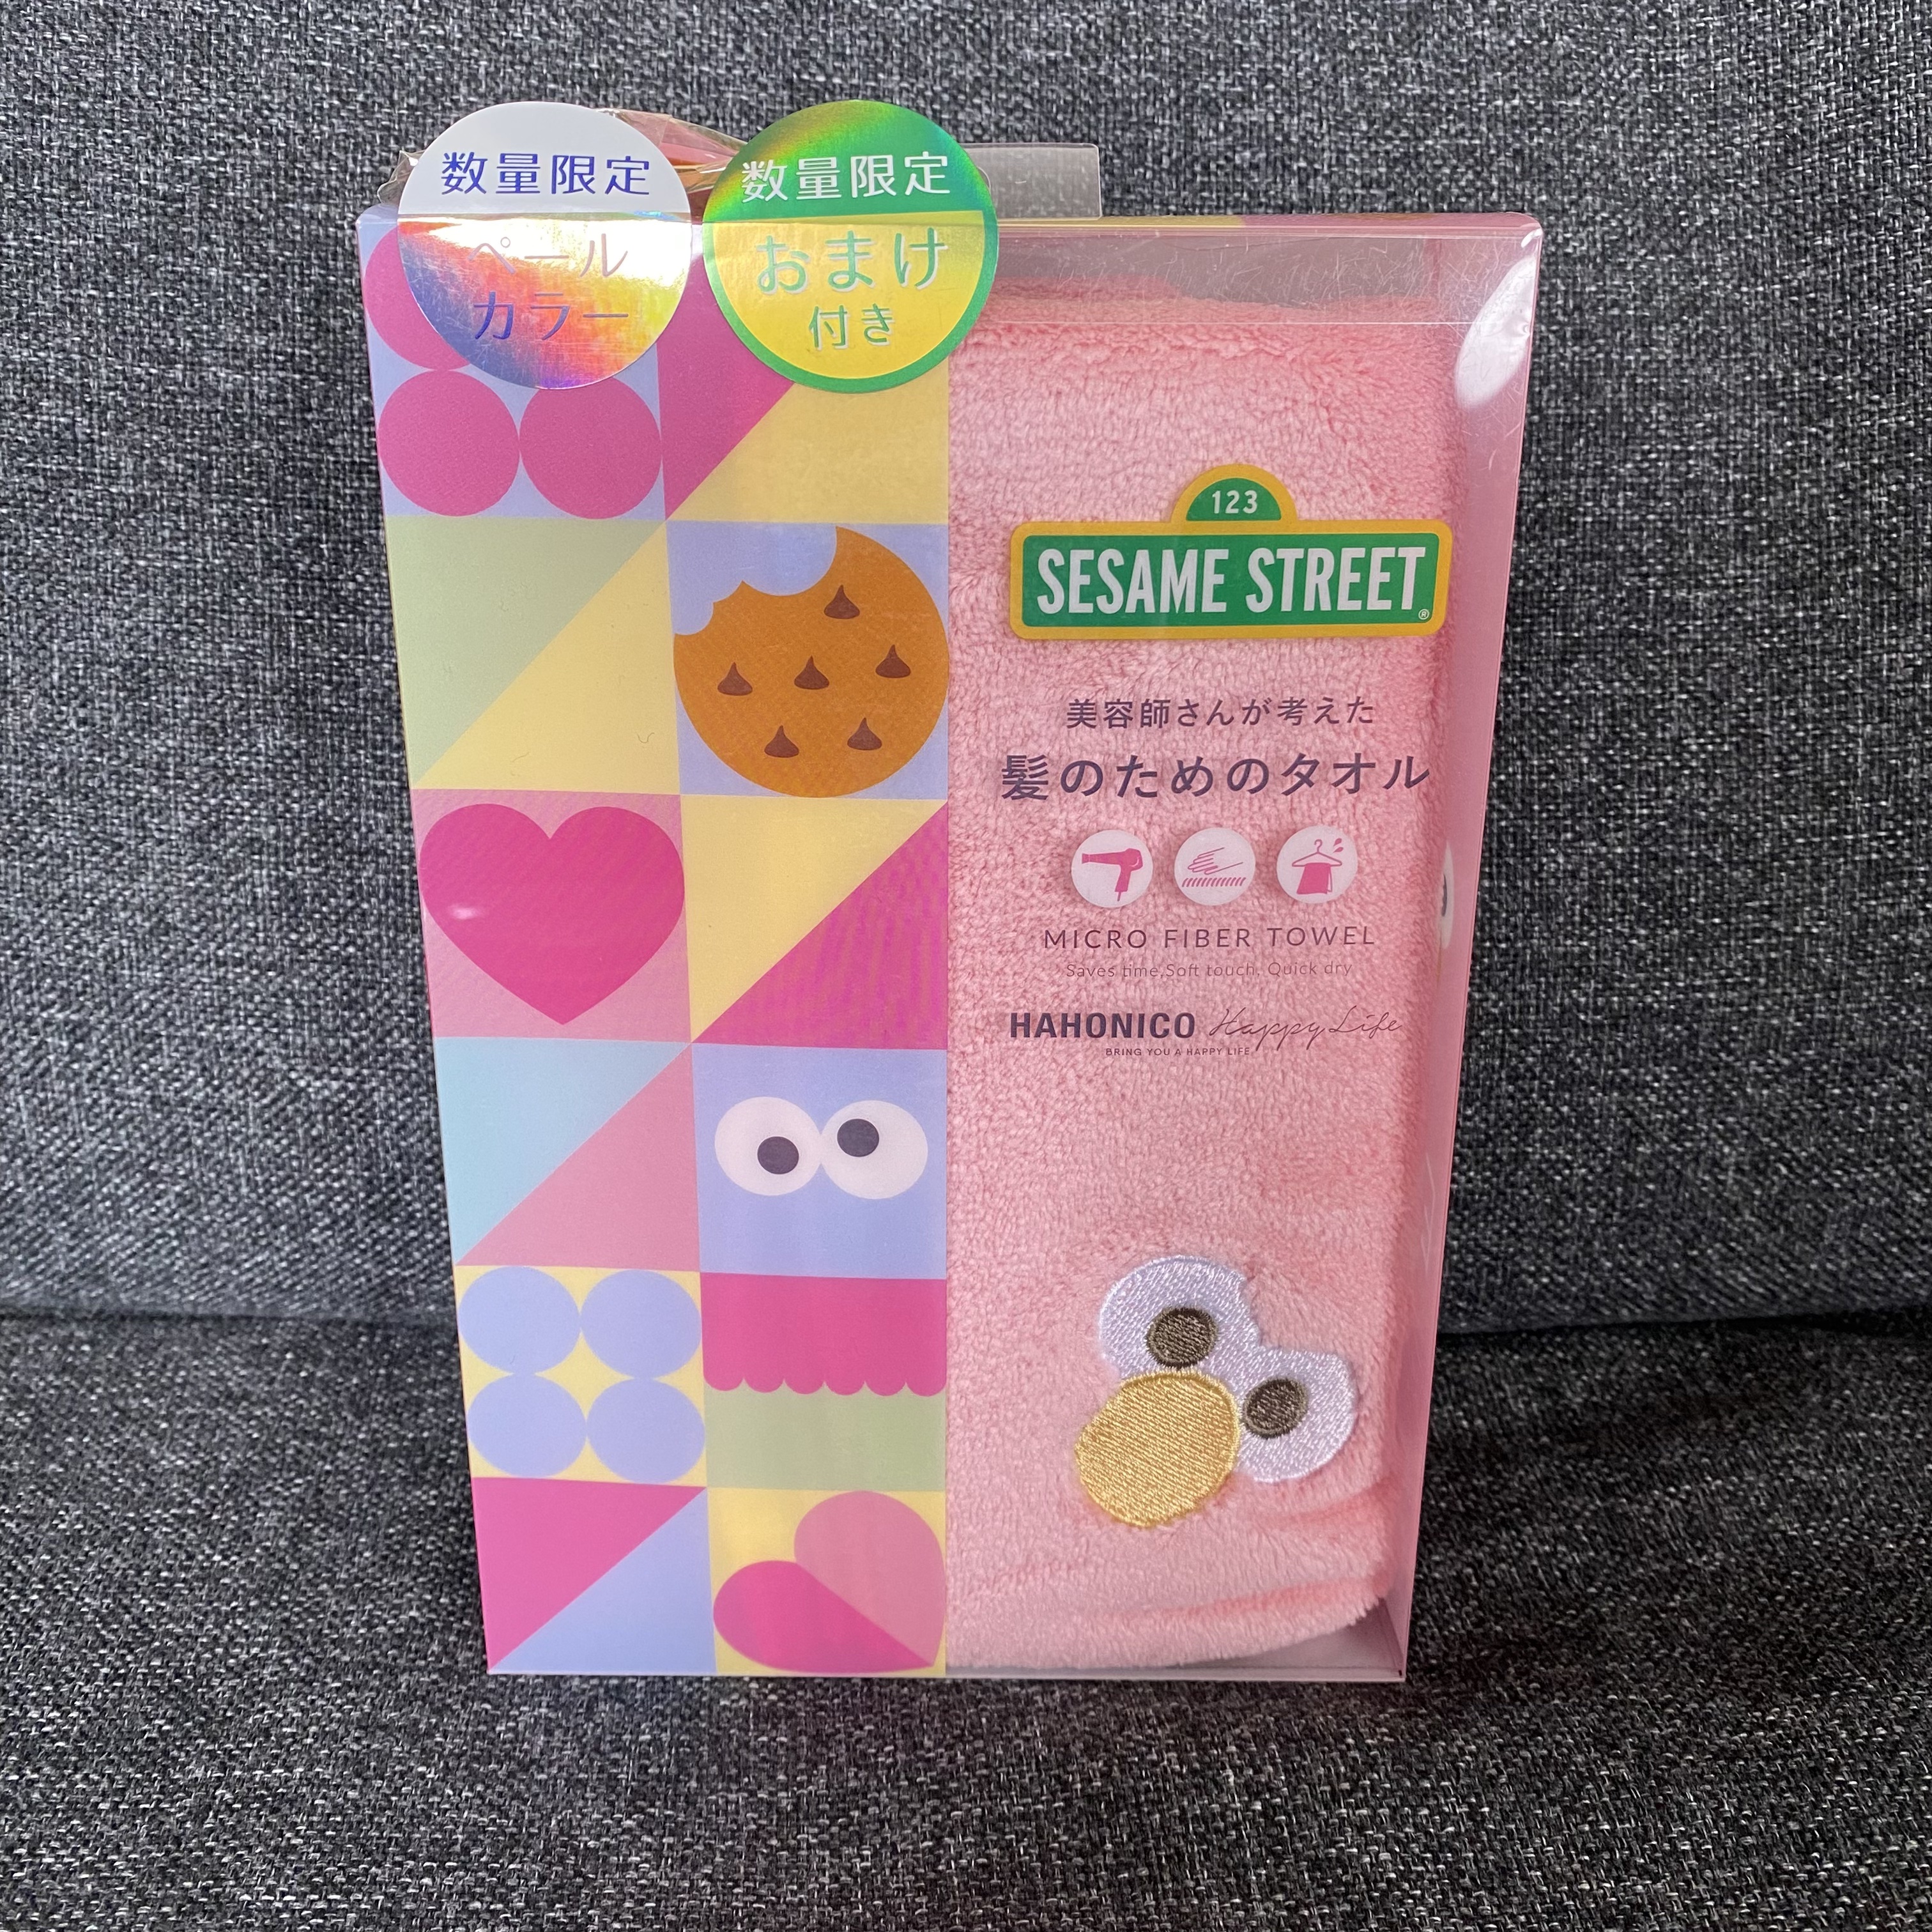 数量限定
ペール
カラー
数量限定
おまけ
付き
123
SESAME STREET®
美容師さんが考えた
髪のためのタオル
MICRO FIBER TOWEL
Saves time,Soft touch, Quick dry
HAHONICO Happy Life
BRING YOU A HAPPY LIFE